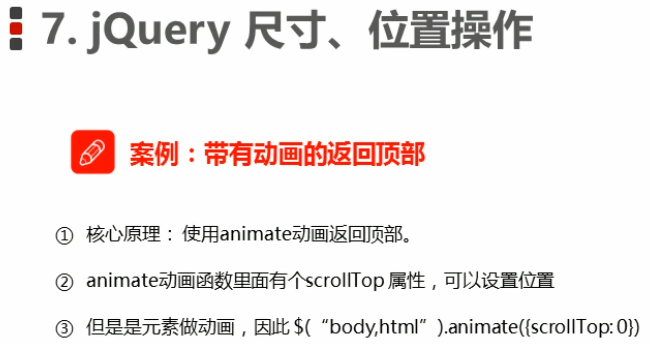 7. jQuery 尺寸、位置操作
案例：带有动画的返回顶部
① 核心原理： 使用animate动画返回顶部。
② animate动画函数里面有个scrollTop 属性，可以设置位置
③ 但是是元素做动画，因此 $(“body,html”).animate({scrollTop: 0})